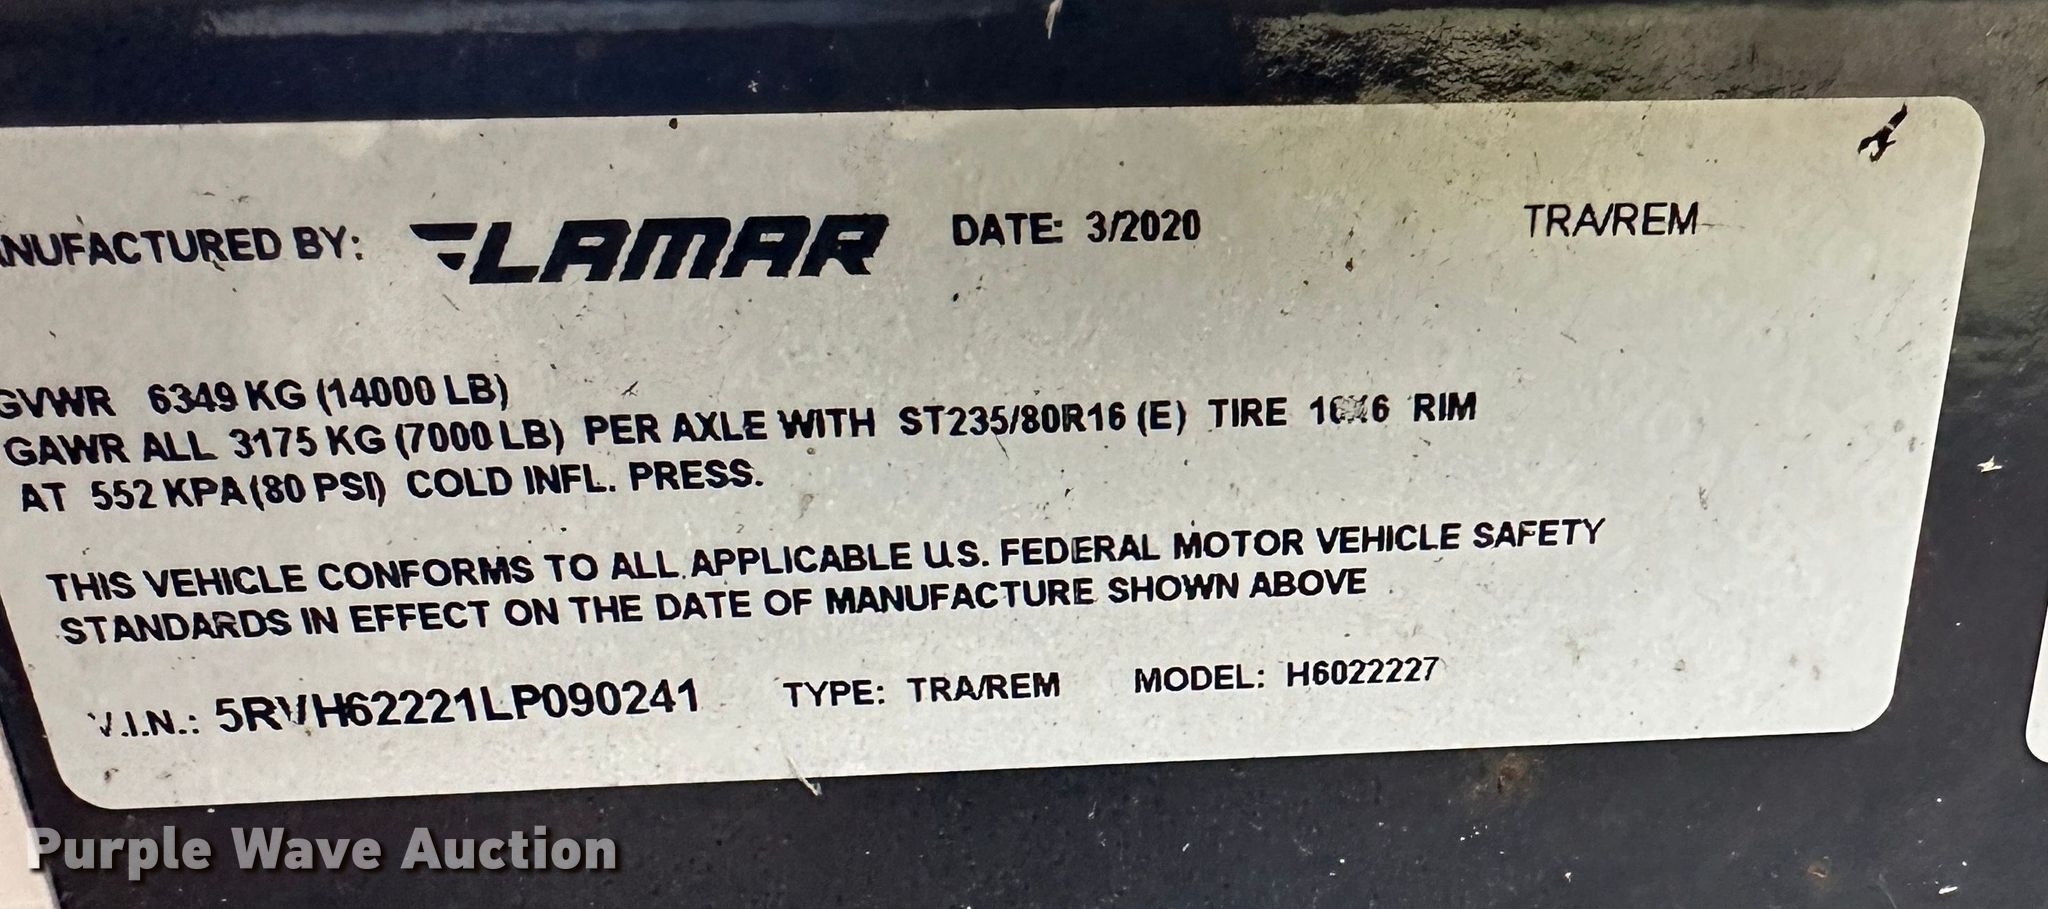 ANUFACTURED BY: LAMAR DATE: 3/2020 TRA/REM
GVWR 6349 KG (14000 LB)
GAWR ALL 3175 KG (7000 LB) PER AXLE WITH ST235/80R16 (E) TIRE 16X6 RIM
AT 552 KPA (80 PSI) COLD INFL. PRESS.
THIS VEHICLE CONFORMS TO ALL APPLICABLE U.S. FEDERAL MOTOR VEHICLE SAFETY
STANDARDS IN EFFECT ON THE DATE OF MANUFACTURE SHOWN ABOVE
V.I.N.: 5RVH62221LP090241 TYPE: TRA/REM MODEL: H6022227
Purple Wave Auction